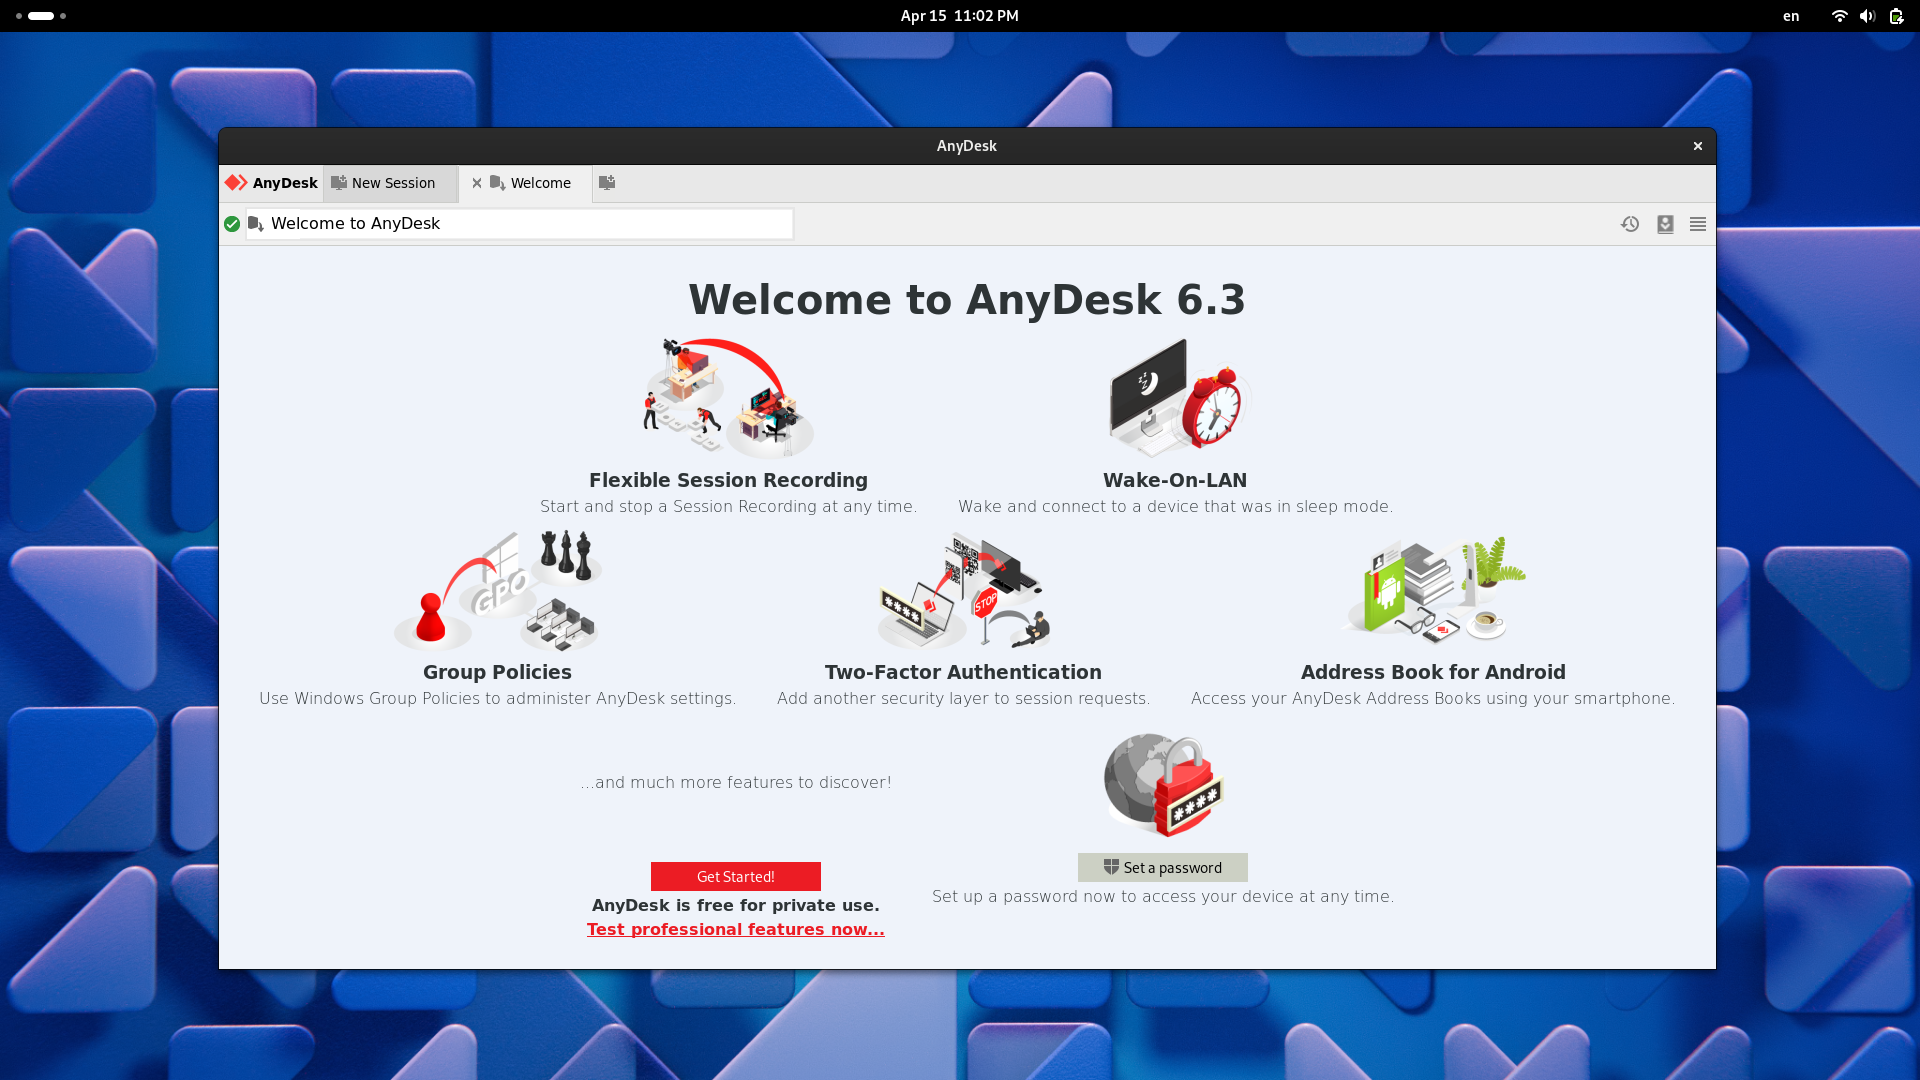 Apr 15 11:02 PM
en
AnyDesk
AnyDesk
New Session
Welcome
Welcome to AnyDesk
Welcome to AnyDesk 6.3
Flexible Session Recording
Start and stop a Session Recording at any time.
Wake-On-LAN
Wake and connect to a device that was in sleep mode.
GPO
STOP
Group Policies
Use Windows Group Policies to administer AnyDesk settings.
Two-Factor Authentication
Add another security layer to session requests.
Address Book for Android
Access your AnyDesk Address Books using your smartphone.
...and much more features to discover!
Get Started!
AnyDesk is free for private use.
Test professional features now...
****
Set a password
Set up a password now to access your device at any time.